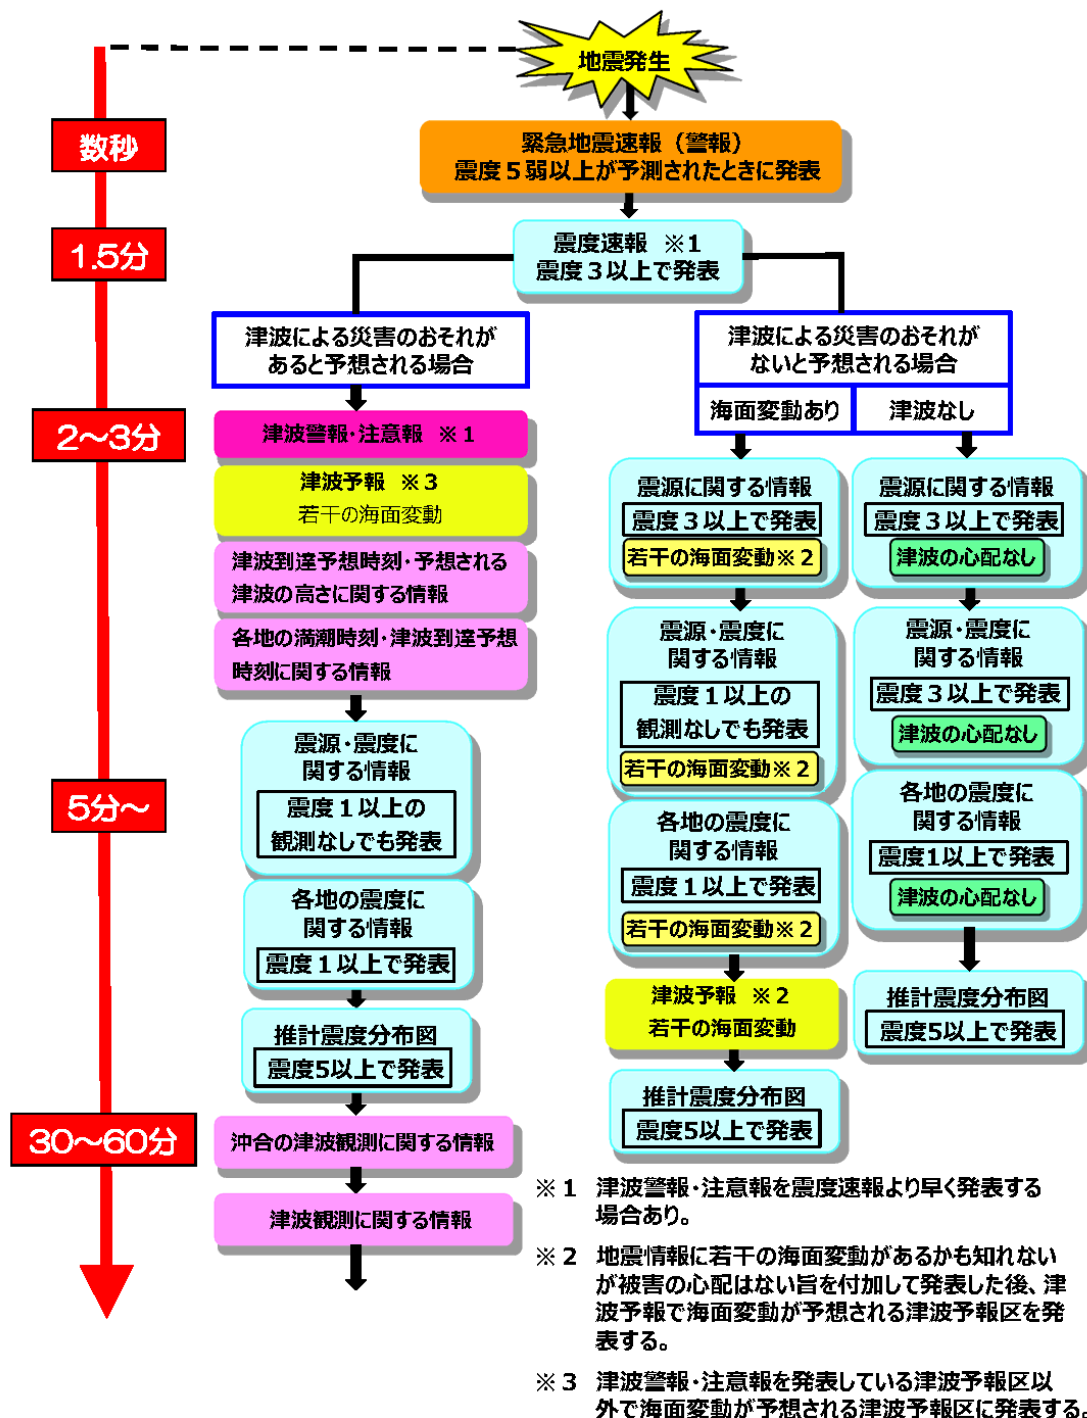 地震発生
数秒
緊急地震速報（警報）
震度５弱以上が予測されたときに発表
1.5分
震度速報 ※１
震度３以上で発表
津波による災害のおそれが
あると予想される場合
津波による災害のおそれが
ないと予想される場合
海面変動あり
津波なし
2～3分
津波警報・注意報 ※１
津波予報 ※３
若干の海面変動
津波到達予想時刻・予想される
津波の高さに関する情報
各地の満潮時刻・津波到達予想
時刻に関する情報
5分～
震源・震度に
関する情報
震度１以上の
観測なしでも発表
各地の震度に
関する情報
震度１以上で発表
推計震度分布図
震度5以上で発表
30～60分
沖合の津波観測に関する情報
津波観測に関する情報
震源に関する情報
震度３以上で発表
若干の海面変動※２
震源・震度に
関する情報
震度１以上の
観測なしでも発表
若干の海面変動※２
各地の震度に
関する情報
震度１以上で発表
若干の海面変動※２
津波予報 ※２
若干の海面変動
推計震度分布図
震度5以上で発表
震源に関する情報
震度３以上で発表
津波の心配なし
震源・震度に
関する情報
震度３以上で発表
津波の心配なし
各地の震度に
関する情報
震度1以上で発表
津波の心配なし
推計震度分布図
震度5以上で発表
※１ 津波警報・注意報を震度速報より早く発表する
場合あり。
※２ 地震情報に若干の海面変動があるかも知れない
が被害の心配はない旨を付加して発表した後、津
波予報で海面変動が予想される津波予報区を発
表する。
※３ 津波警報・注意報を発表している津波予報区以
外で海面変動が予想される津波予報区に発表する。